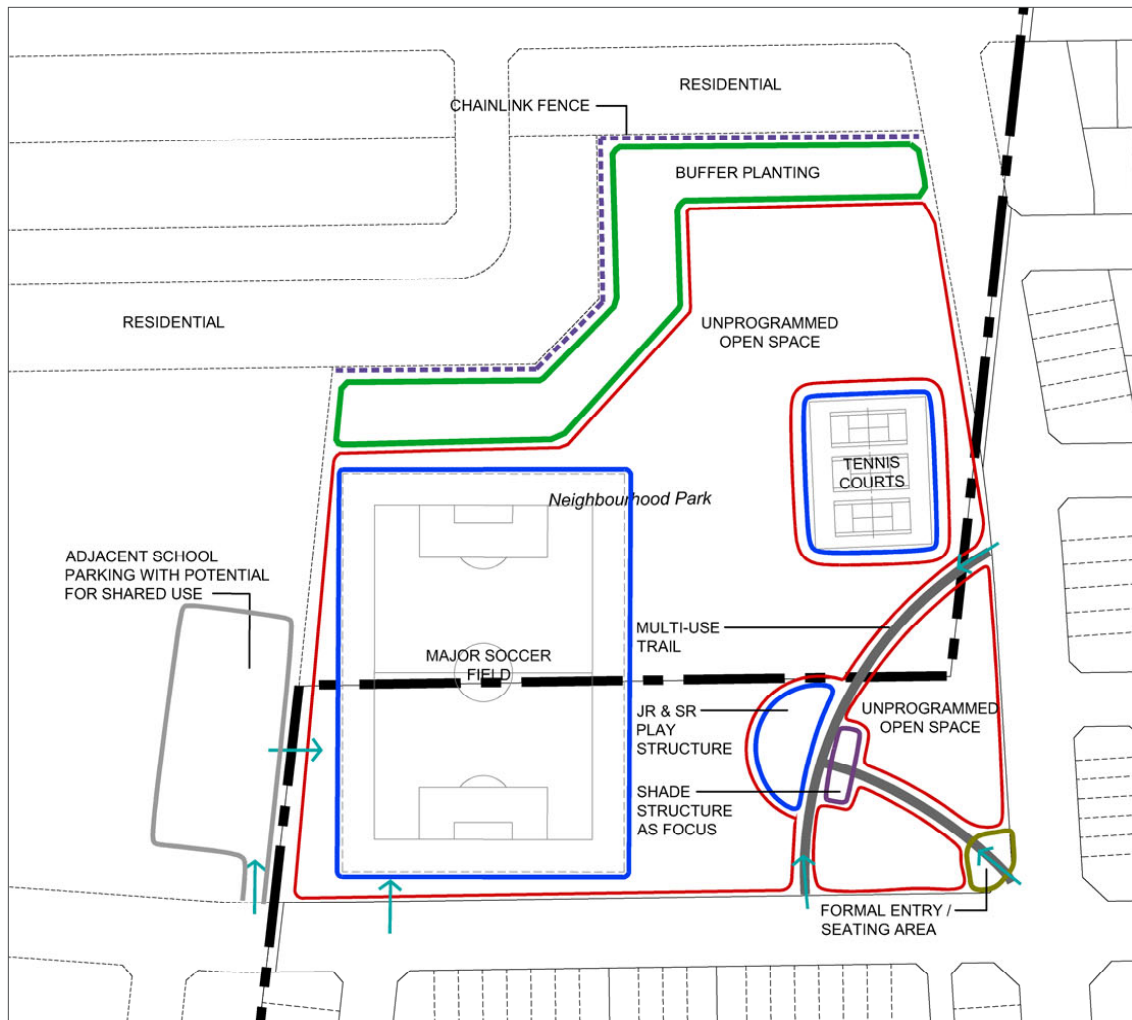 RESIDENTIAL
CHAINLINK FENCE
BUFFER PLANTING
RESIDENTIAL
UNPROGRAMMED
OPEN SPACE
TENNIS
COURTS
Neighbourhood Park
ADJACENT SCHOOL
PARKING WITH POTENTIAL
FOR SHARED USE
MULTI-USE
TRAIL
MAJOR SOCCER
FIELD
JR & SR
PLAY
STRUCTURE
UNPROGRAMMED
OPEN SPACE
SHADE
STRUCTURE
AS FOCUS
FORMAL ENTRY /
SEATING AREA